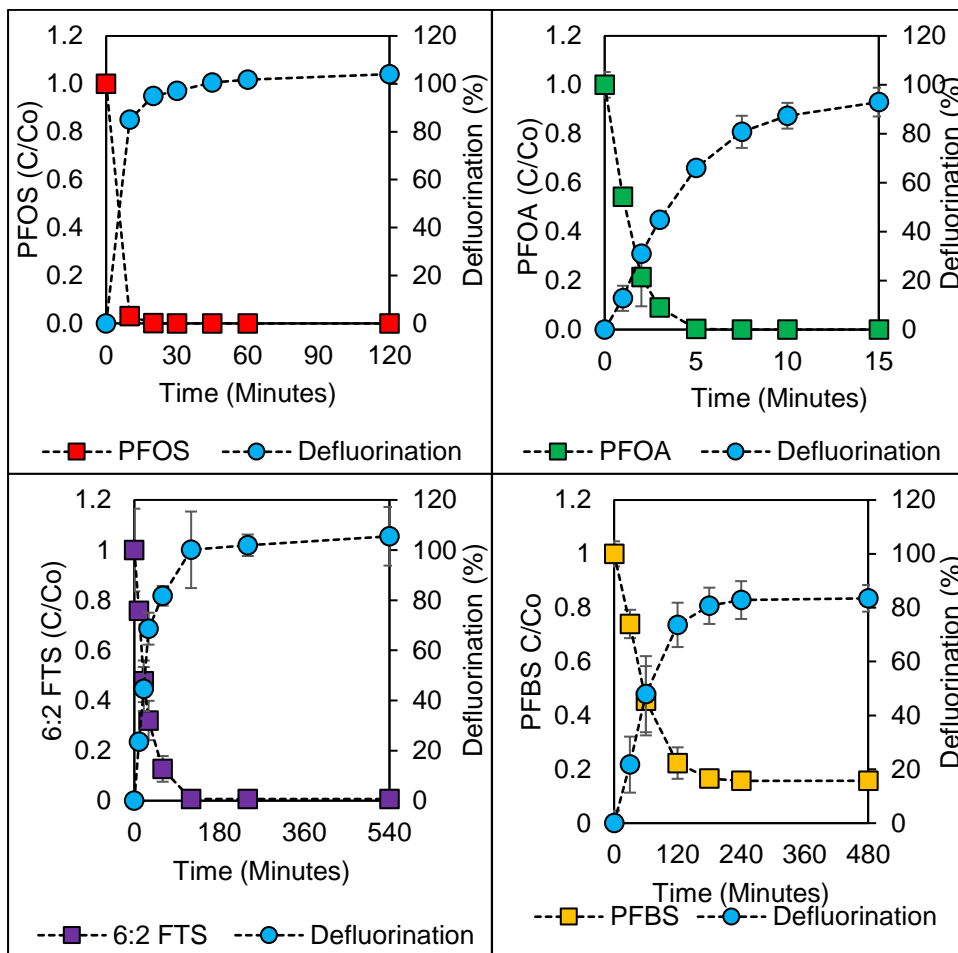 PFOS (C/Co)
1.2
1.0
0.8
0.6
0.4
0.2
0.0
120
100
80
60
40
20
0
Defluorination (%)
0 30 60 90 120
Time (Minutes)
PFOS Defluorination
PFOA (C/Co)
1.2
1.0
0.8
0.6
0.4
0.2
0.0
120
100
80
60
40
20
0
Defluorination (%)
0 5 10 15
Time (Minutes)
PFOA Defluorination
6:2 FTS (C/Co)
1.2
1
0.8
0.6
0.4
0.2
0
120
100
80
60
40
20
0
Defluorination (%)
0 180 360 540
Time (Minutes)
6:2 FTS Defluorination
PFBS C/Co
1.2
1
0.8
0.6
0.4
0.2
0
120
100
80
60
40
20
0
Defluorination (%)
0 120 240 360 480
Time (Minutes)
PFBS Defluorination